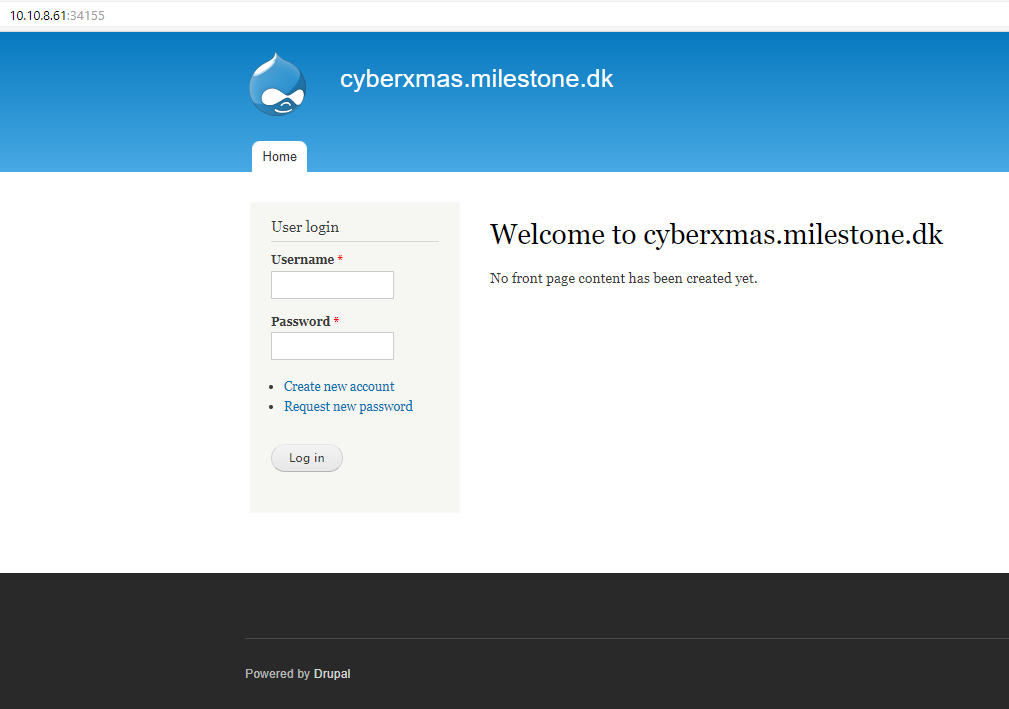 10.10.8.61:34155
cyberxmas.milestone.dk
Home
User login
Username *
Password *
Create new account
Request new password
Log in
Welcome to cyberxmas.milestone.dk
No front page content has been created yet.
Powered by Drupal